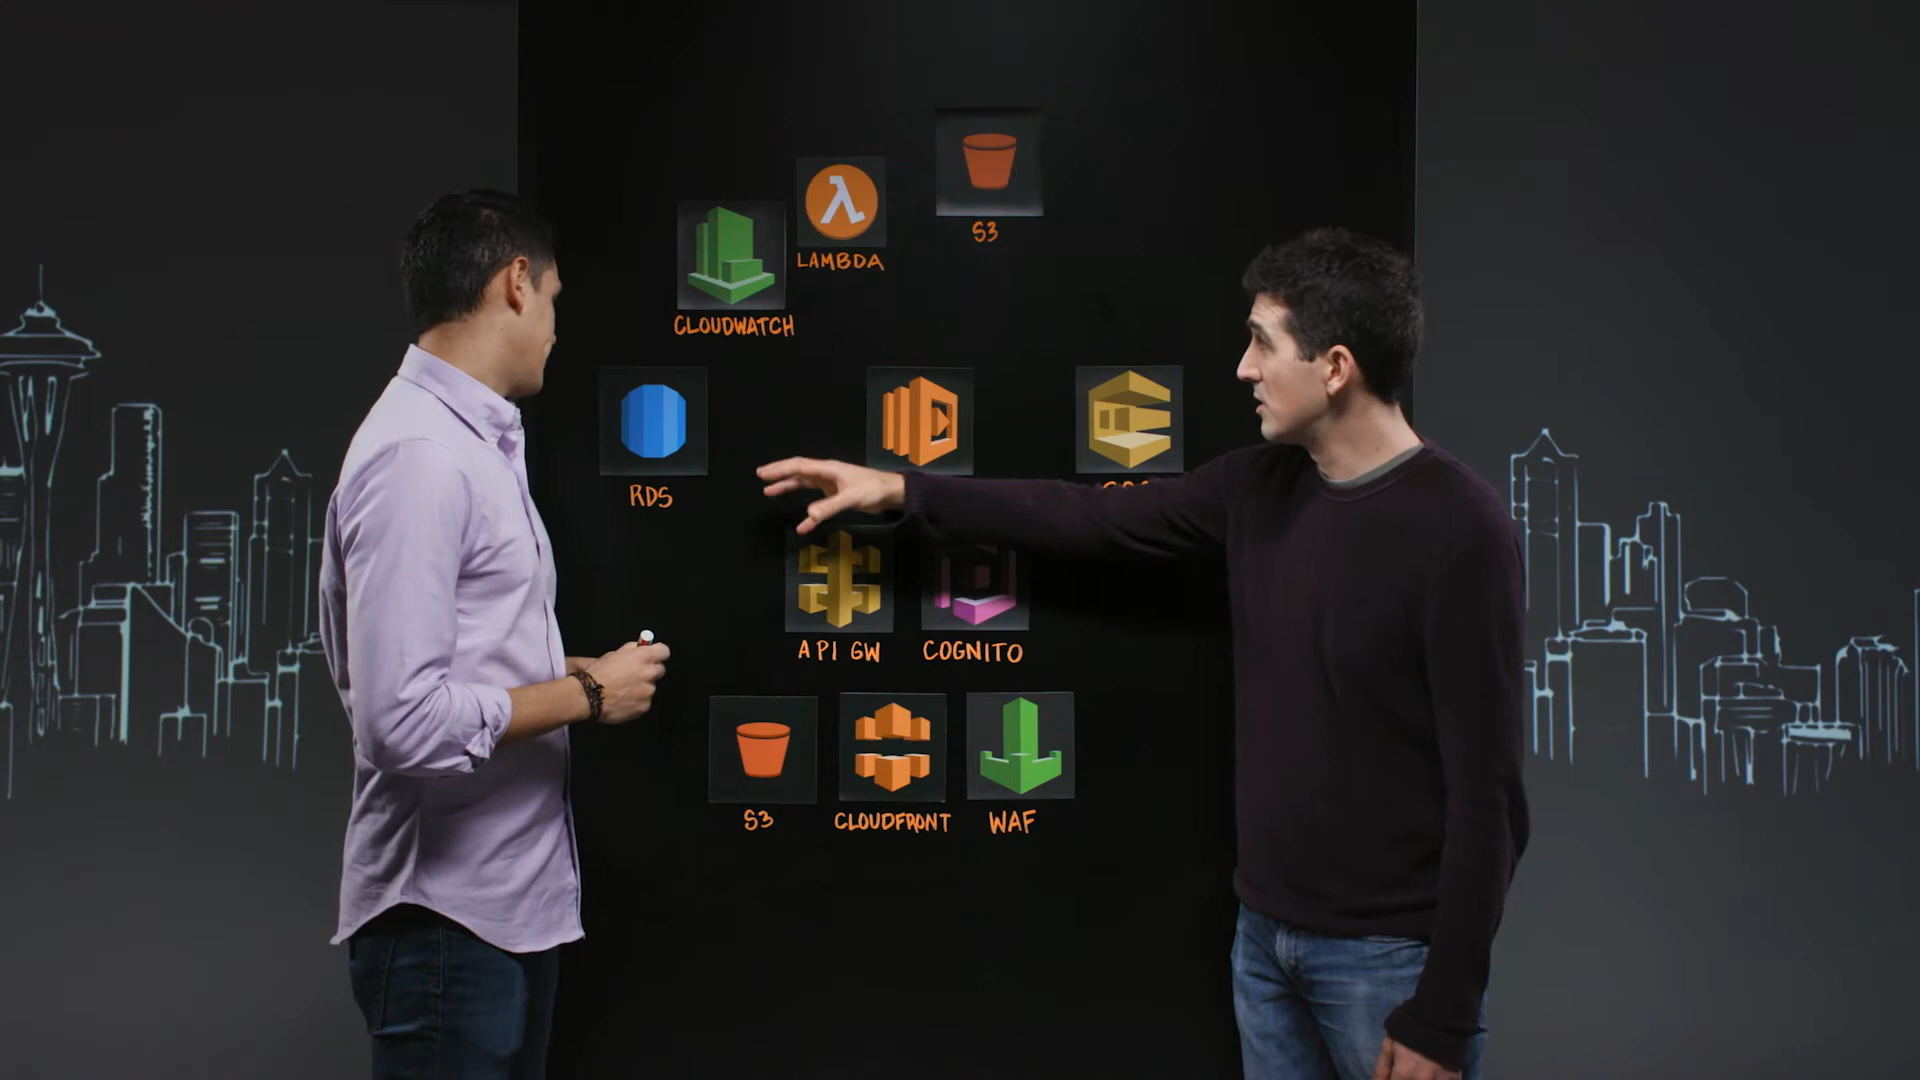 S3
λ
LAMBDA
CLOUDWATCH
RDS
API GW
COGNITO
S3
CLOUDFRONT
WAF